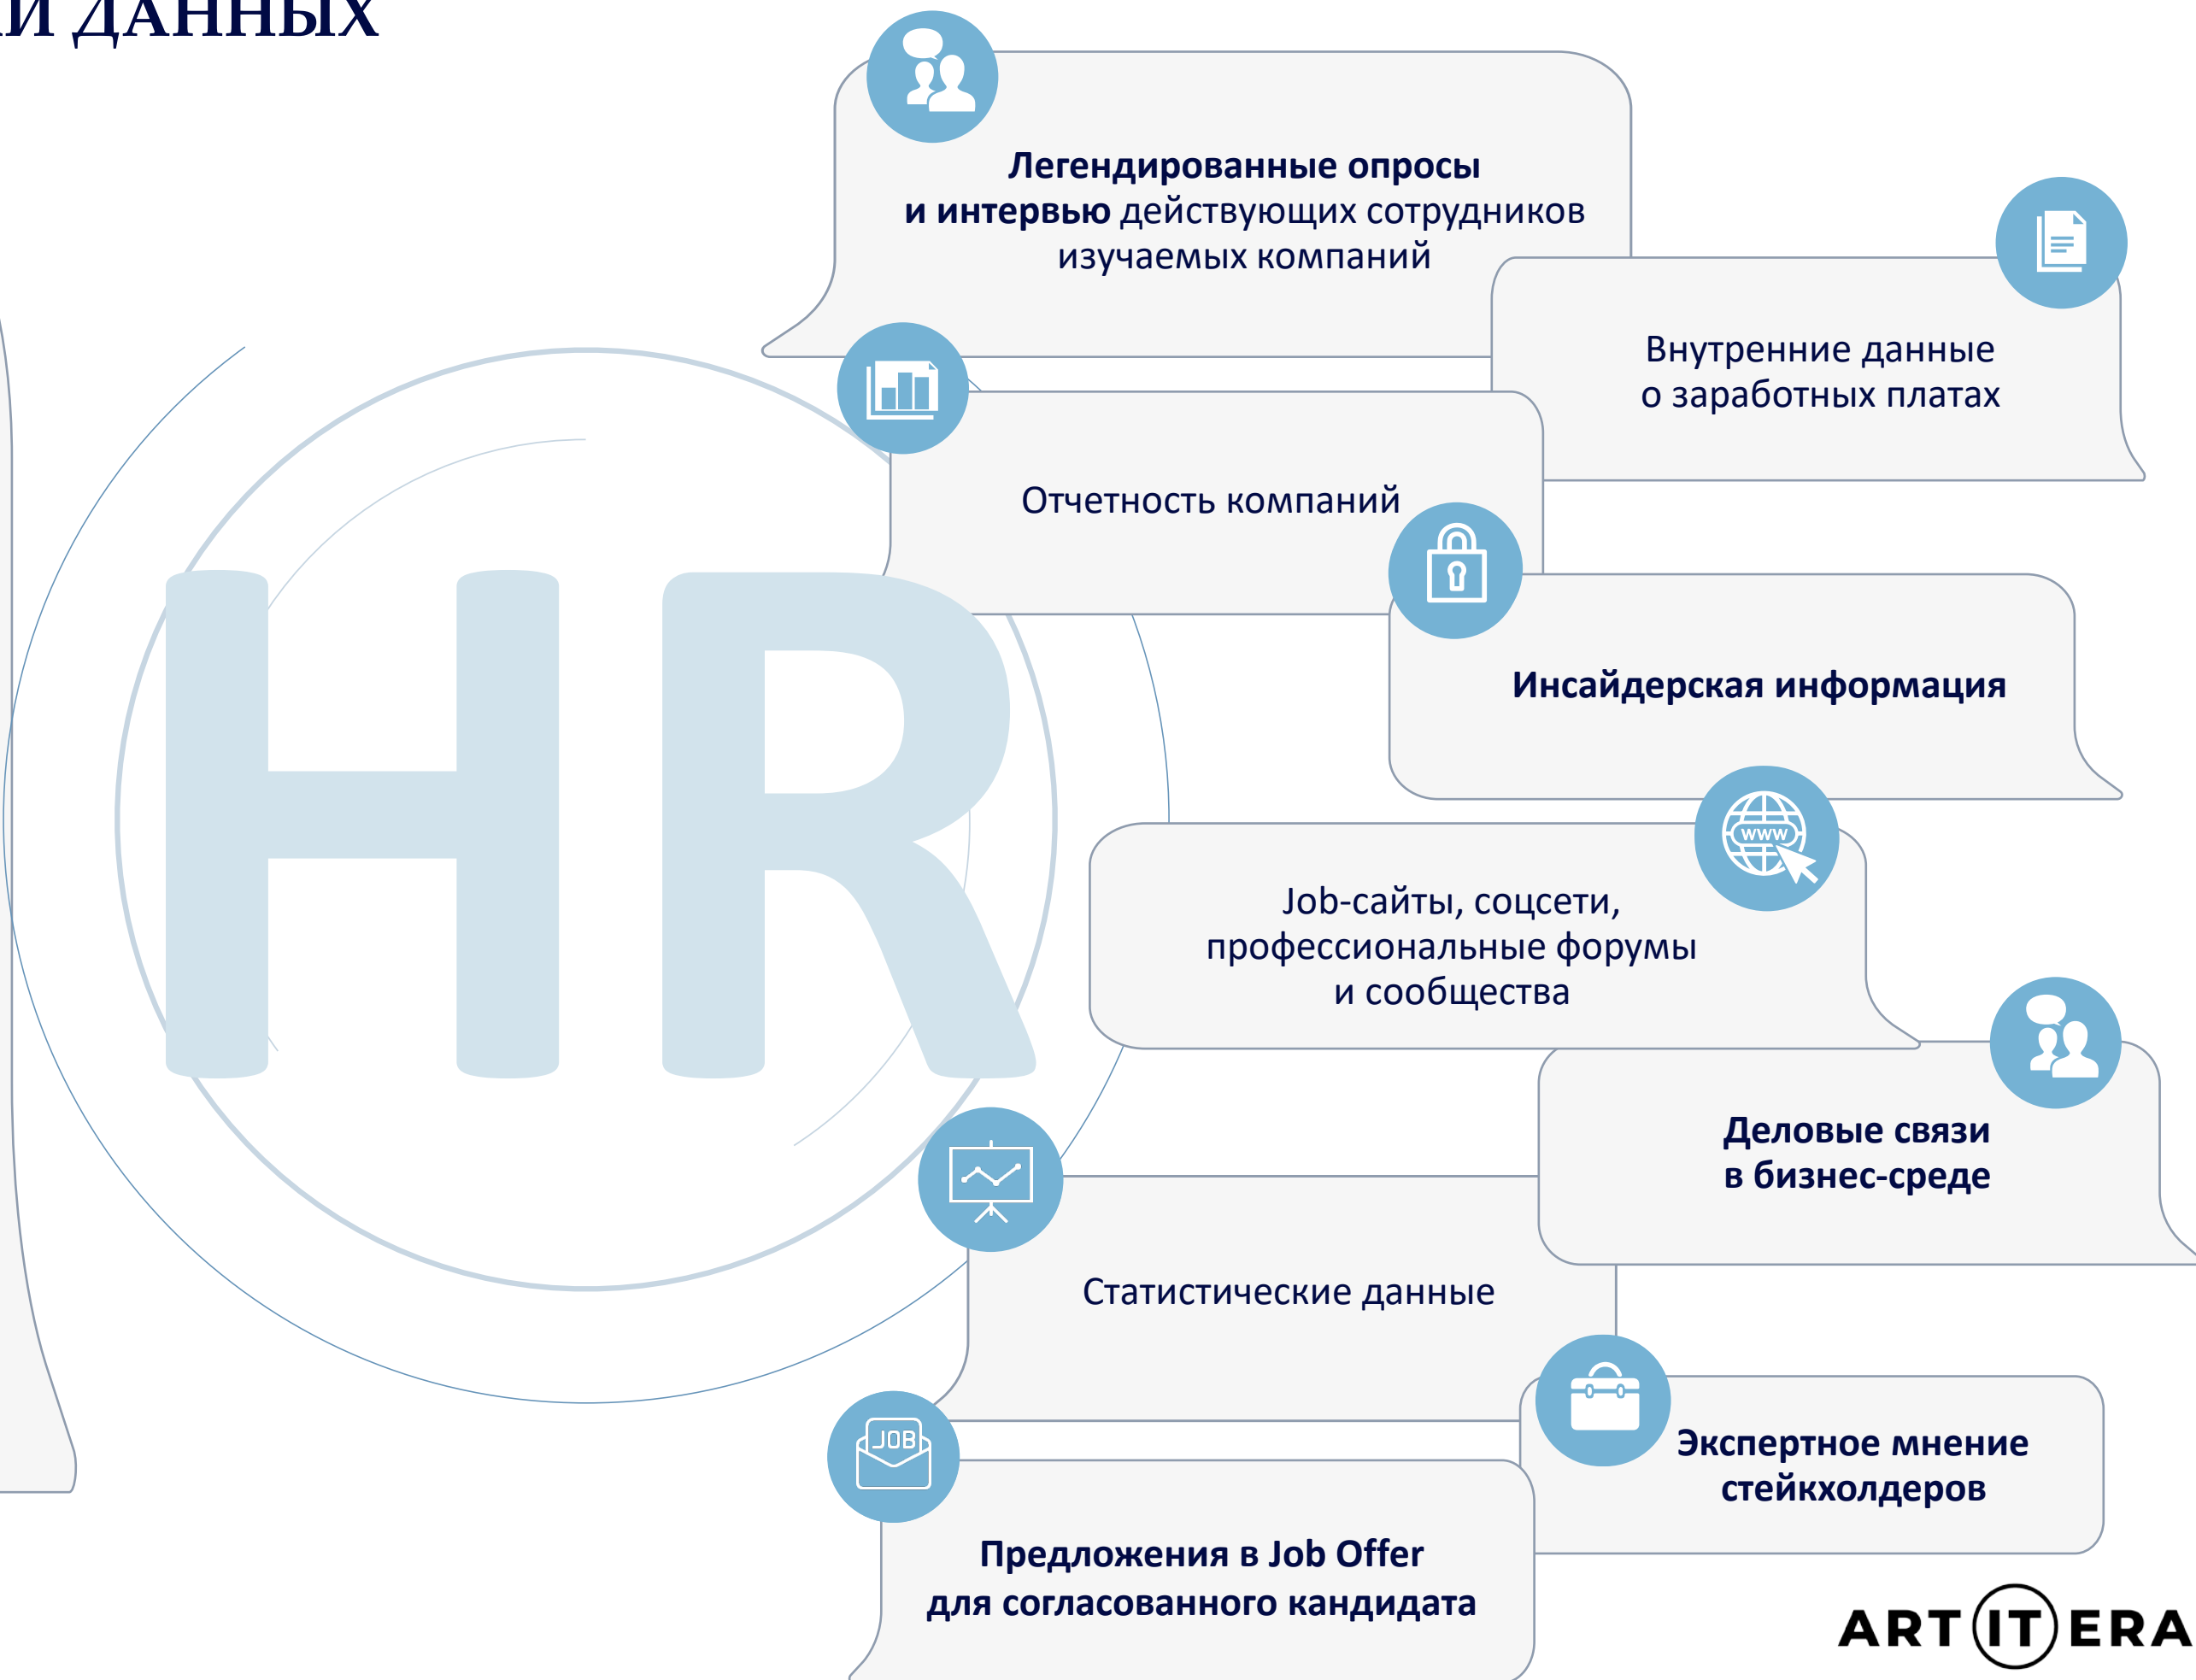 И ДАННЫХ
Легендированные опросы
и интервью действующих сотрудников
изучаемых компаний
Внутренние данные
о заработных платах
Отчетность компаний
Инсайдерская информация
www
Job-сайты, соцсети,
профессиональные форумы
и сообщества
HR
Деловые связи
в бизнес-среде
Статистические данные
Экспертное мнение
стейкхолдеров
JOB
Предложения в Job Offer
для согласованного кандидата
ART IT ERA